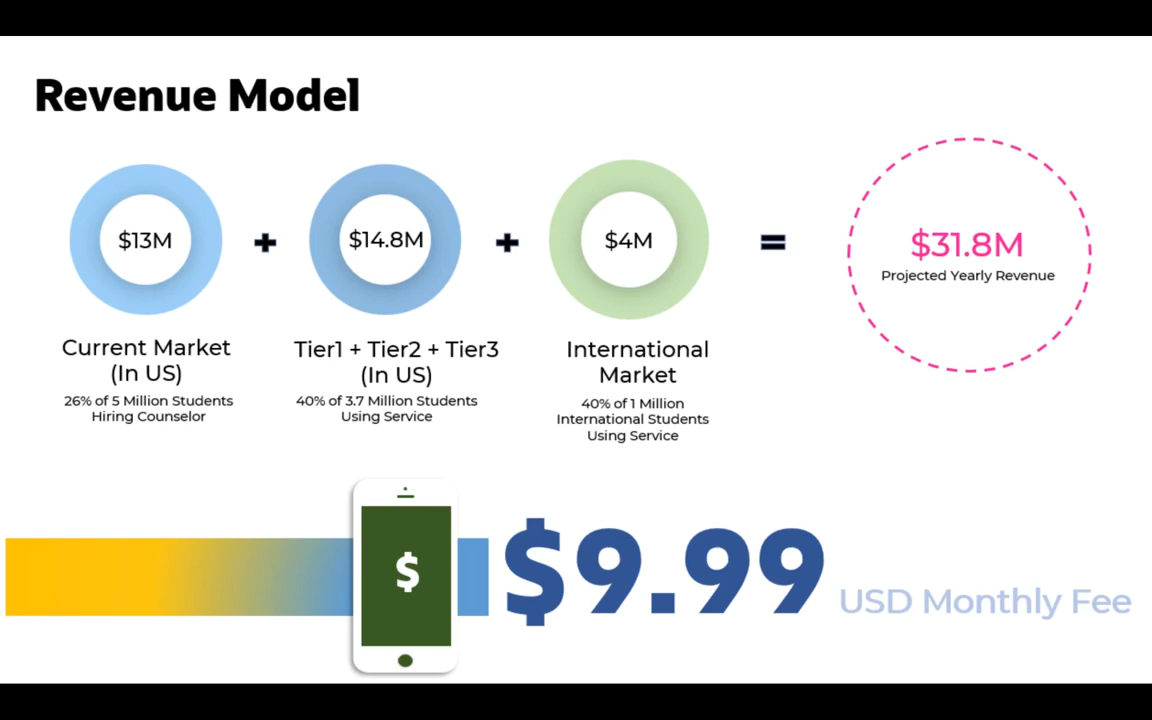 Revenue Model
$13M
+
$14.8M
+
$4M
=
$31.8M
Projected Yearly Revenue
Current Market
(In US)
26% of 5 Million Students
Hiring Counselor
Tier1 + Tier2 + Tier3
(In US)
40% of 3.7 Million Students
Using Service
International
Market
40% of 1 Million
International Students
Using Service
$
$9.99
USD Monthly Fee